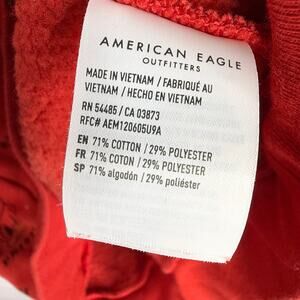 AMERICAN EAGLE
OUTFITTERS
MADE IN VIETNAM / FABRIQUÉ AU
VIETNAM / HECHO EN VIETNAM
RN 54485 / CA 03873
RFC# AEM120605U9A
EN 71% COTTON / 29% POLYESTER
FR 71% COTON / 29% POLYESTER
SP 71% algodón / 29% poliéster